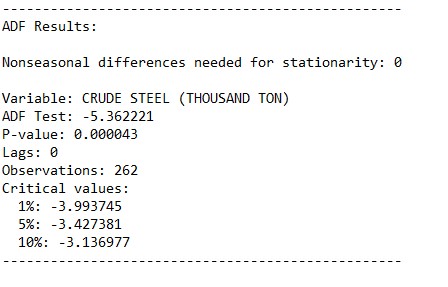 --------------------------------------------------
ADF Results:
Nonseasonal differences needed for stationarity: 0
Variable: CRUDE STEEL (THOUSAND TON)
ADF Test: -5.362221
P-value: 0.000043
Lags: 0
Observations: 262
Critical values:
  1%: -3.993745
  5%: -3.427381
  10%: -3.136977
--------------------------------------------------